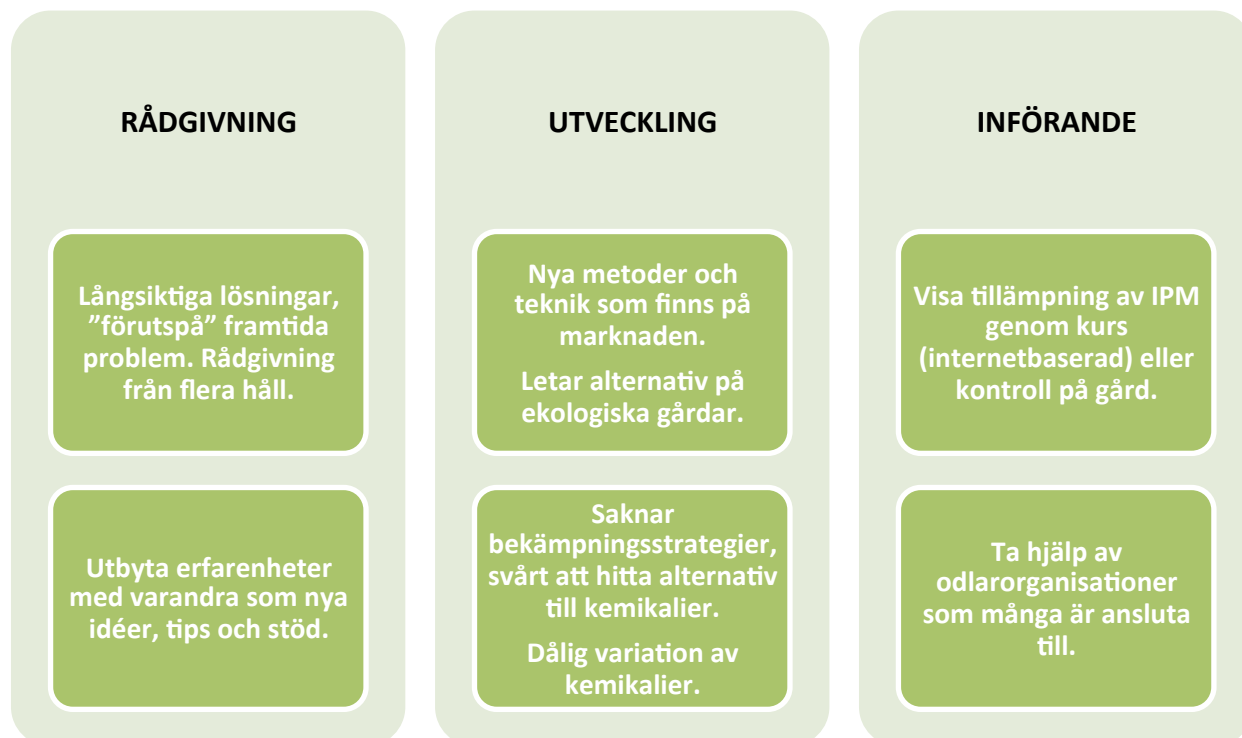 RÅDGIVNING
Långsiktiga lösningar,
”förutspå” framtida
problem. Rådgivning
från flera håll.
Utbyta erfarenheter
med varandra som nya
idéer, tips och stöd.
UTVECKLING
Nya metoder och
teknik som finns på
marknaden.
Letar alternativ på
ekologiska gårdar.
Saknar
bekämpningsstrategier,
svårt att hitta alternativ
till kemikalier.
Dålig variation av
kemikalier.
INFÖRANDE
Visa tillämpning av IPM
genom kurs
(internetbaserad) eller
kontroll på gård.
Ta hjälp av
odlarorganisationer
som många är ansluta
till.